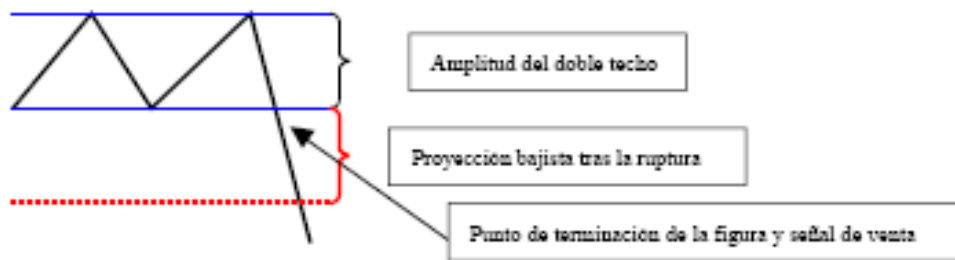 Amplitud del doble techo
Proyección bajista tras la ruptura
Punto de terminación de la figura y señal de venta